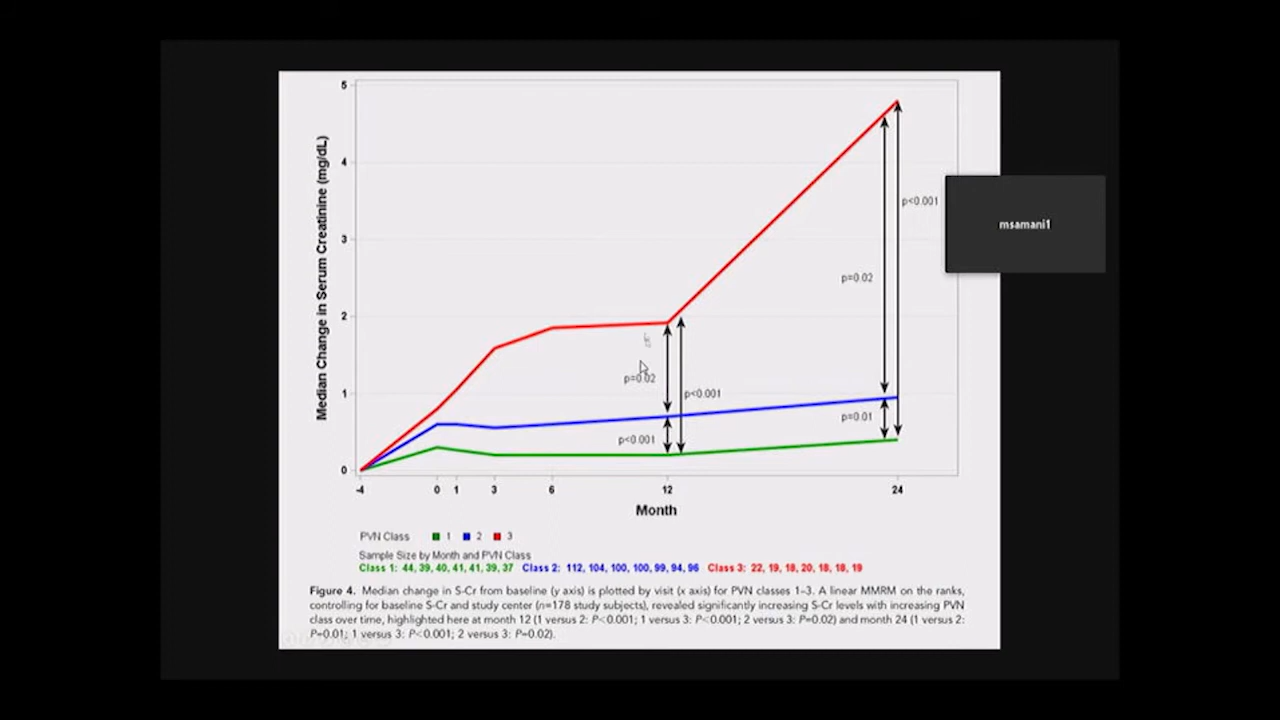 5
4
3
2
1
0
Median Change in Serum Creatinine (mg/dL)
p<0.001
msamani1
p=0.02
p=0.02
p<0.001
p=0.01
p<0.001
-4 0 1 3 6 12 24
Month
PVN Class 1 2 3
Sample Size by Month and PVN Class
Class 1: 44, 39, 40, 41, 41, 39, 37 Class 2: 112, 104, 100, 100, 99, 94, 96 Class 3: 22, 19, 18, 20, 18, 18, 19
Figure 4. Median change in S-Cr from baseline (y axis) is plotted by visit (x axis) for PVN classes 1–3. A linear MMRM on the ranks,
controlling for baseline S-Cr and study center (n=178 study subjects), revealed significantly increasing S-Cr levels with increasing PVN
class over time, highlighted here at month 12 (1 versus 2: P<0.001; 1 versus 3: P<0.001; 2 versus 3: P=0.02) and month 24 (1 versus 2:
P=0.01; 1 versus 3: P<0.001; 2 versus 3: P=0.02).